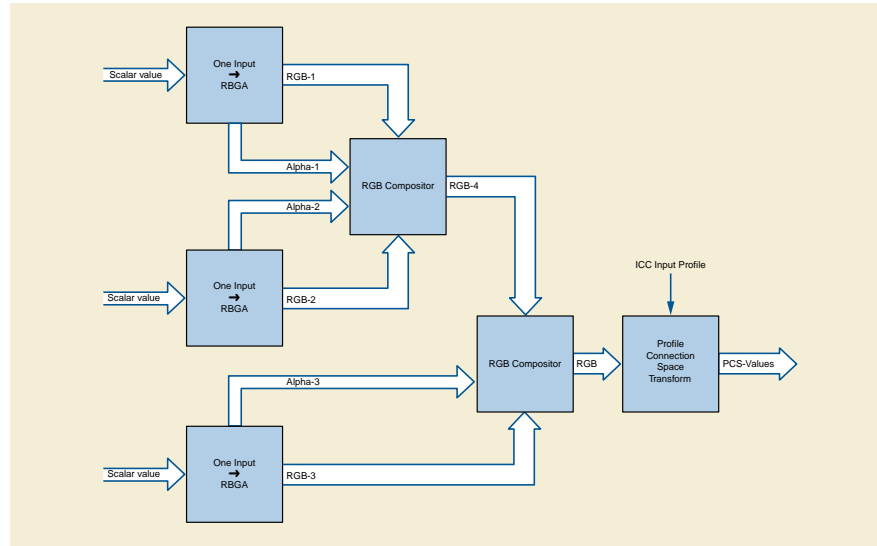 Scalar value
One Input
➔
RBGA
RGB-1
Alpha-1
RGB Compositor
RGB-4
Alpha-2
Scalar value
One Input
➔
RBGA
RGB-2
ICC Input Profile
RGB Compositor
RGB
Profile
Connection
Space
Transform
PCS-Values
Alpha-3
Scalar value
One Input
➔
RBGA
RGB-3